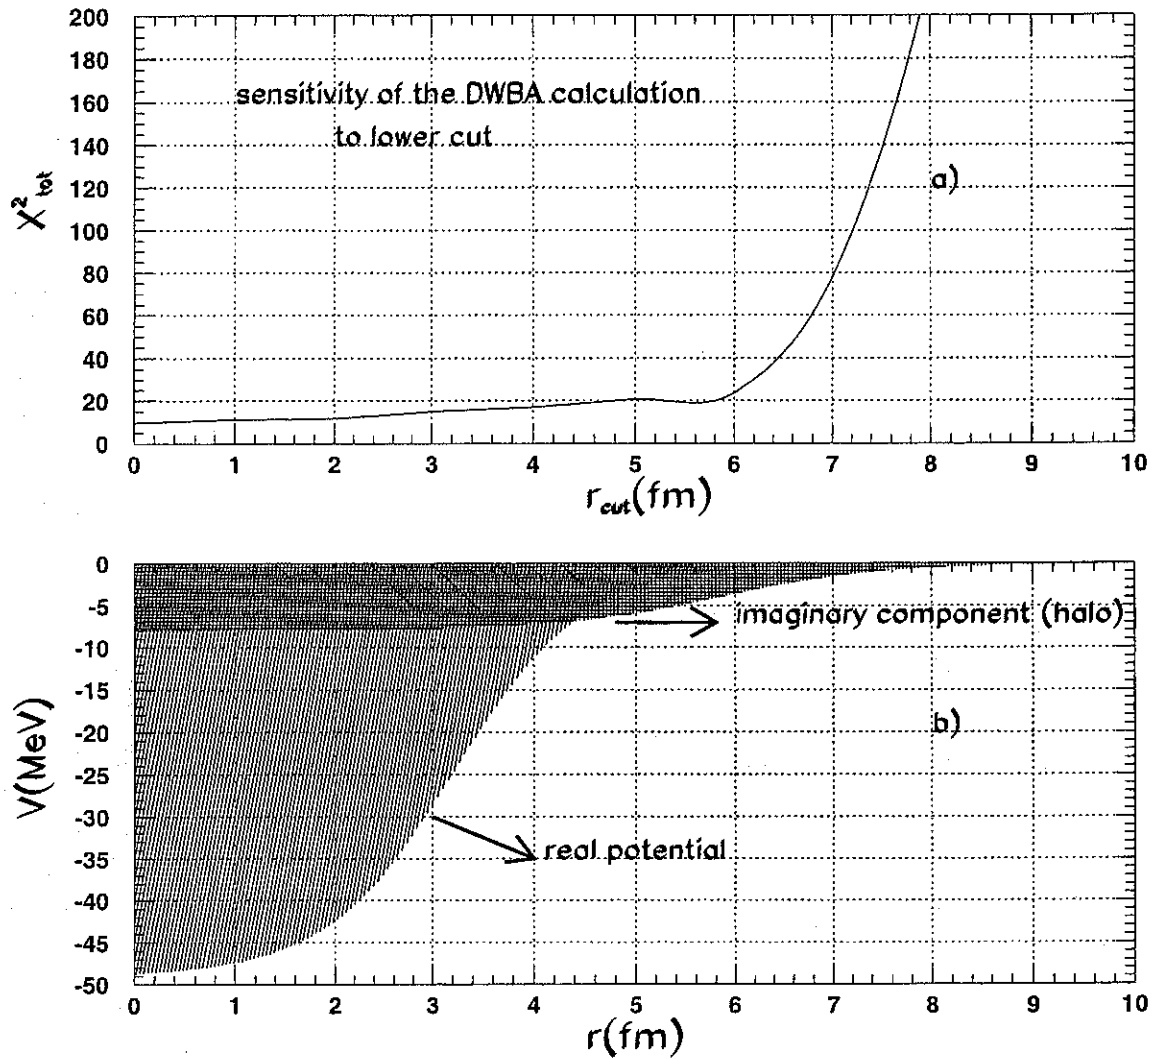 200
180
160
140
120
100
80
60
40
20
0
χ²tot
sensitivity of the DWBA calculation
to lower cut
a)
0 1 2 3 4 5 6 7 8 9 10
rcut(fm)
0
-5
-10
-15
-20
-25
-30
-35
-40
-45
-50
V(MeV)
imaginary component (halo)
b)
real potential
0 1 2 3 4 5 6 7 8 9 10
r(fm)